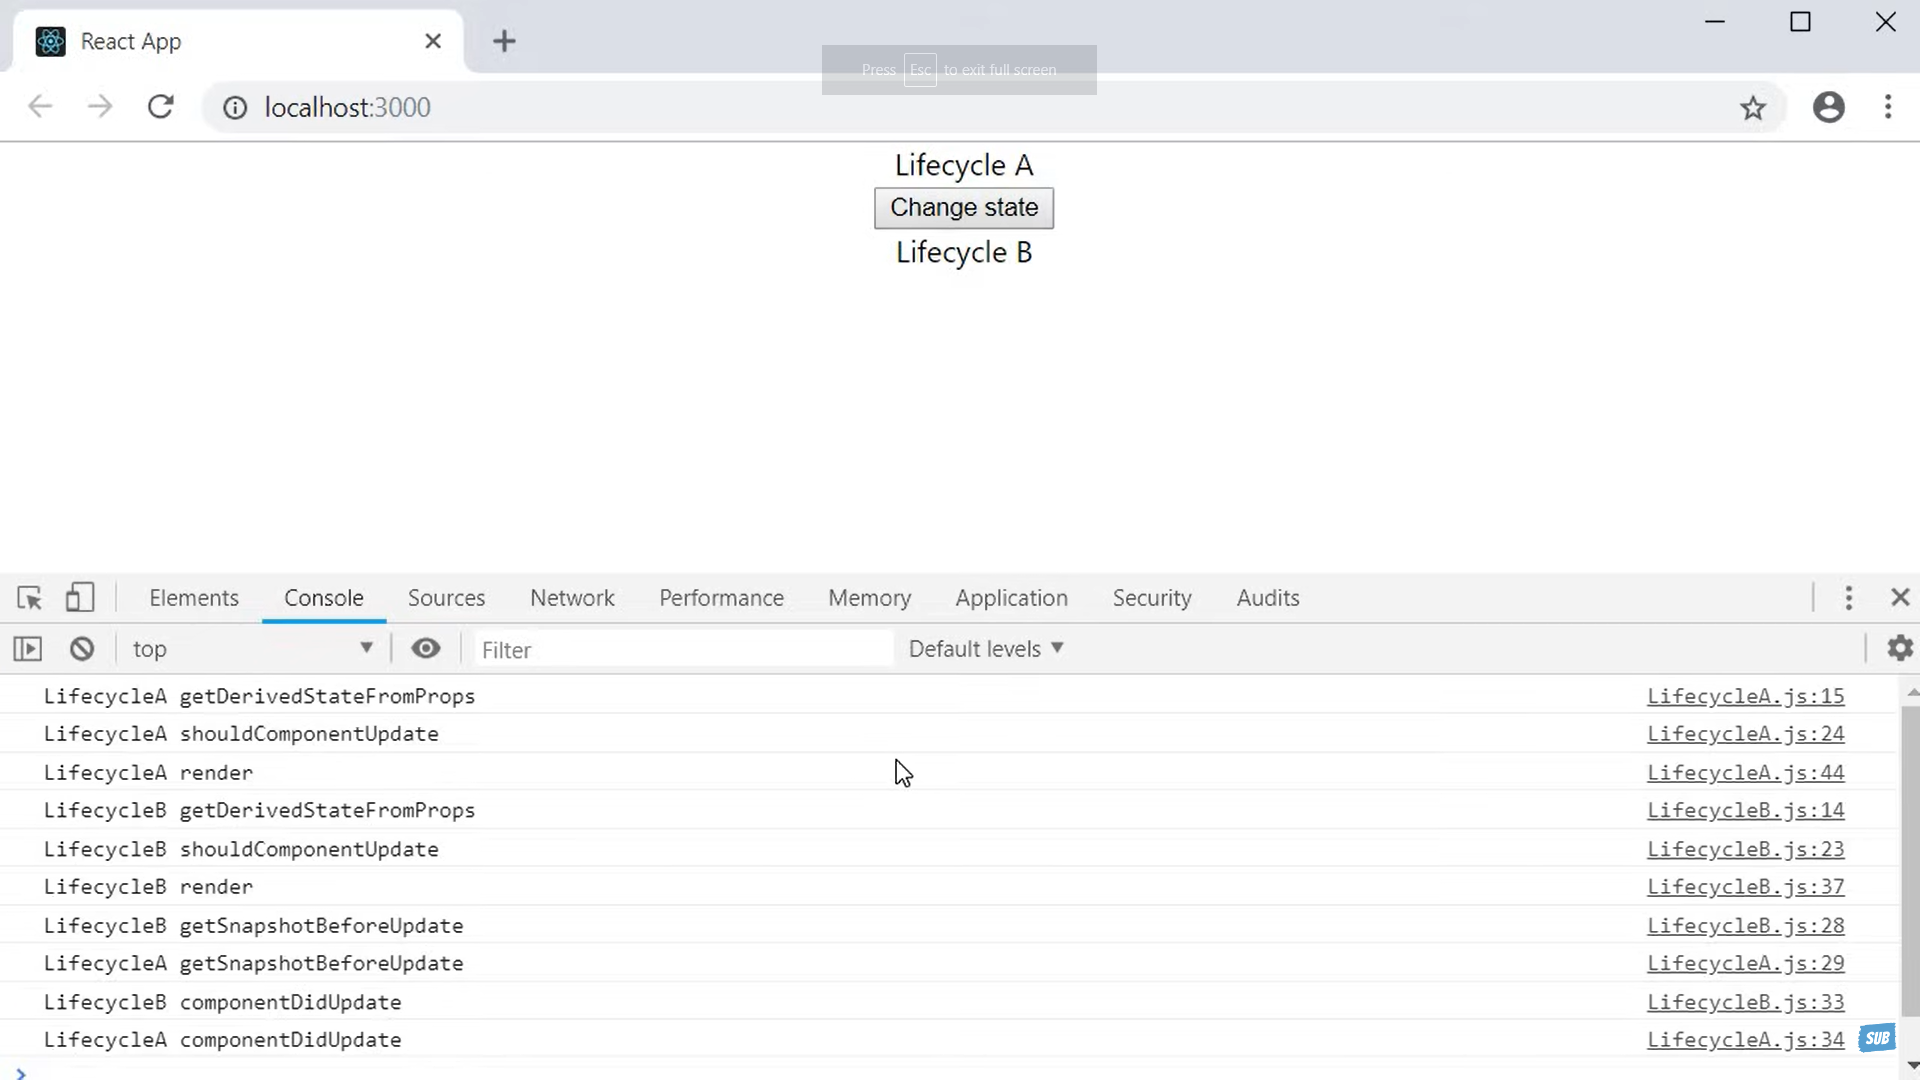 React App
Press Esc to exit full screen
localhost:3000
Lifecycle A
Change state
Lifecycle B
Elements Console Sources Network Performance Memory Application Security Audits
top Filter Default levels
LifecycleA getDerivedStateFromProps LifecycleA.js:15
LifecycleA shouldComponentUpdate LifecycleA.js:24
LifecycleA render LifecycleA.js:44
LifecycleB getDerivedStateFromProps LifecycleB.js:14
LifecycleB shouldComponentUpdate LifecycleB.js:23
LifecycleB render LifecycleB.js:37
LifecycleB getSnapshotBeforeUpdate LifecycleB.js:28
LifecycleA getSnapshotBeforeUpdate LifecycleA.js:29
LifecycleB componentDidUpdate LifecycleB.js:33
LifecycleA componentDidUpdate LifecycleA.js:34
SUB